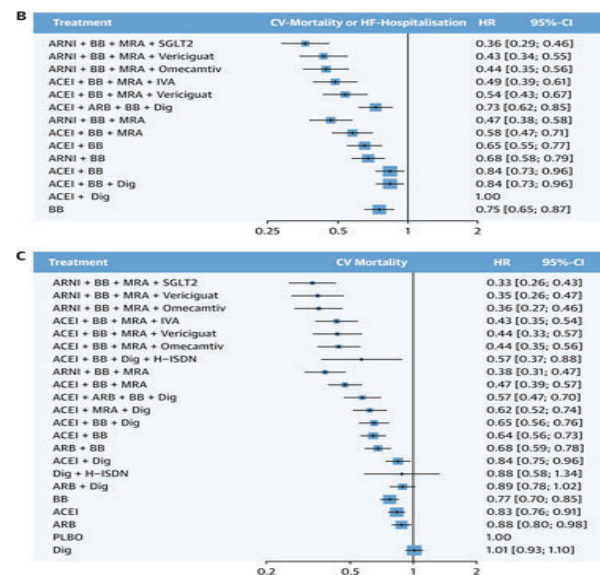 B
Treatment CV-Mortality or HF-Hospitalisation HR 95%-CI
ARNI + BB + MRA + SGLT2 0.36 [0.29; 0.46]
ARNI + BB + MRA + Vericiguat 0.43 [0.34; 0.55]
ARNI + BB + MRA + Omecamtiv 0.44 [0.35; 0.56]
ACEI + BB + MRA + IVA 0.49 [0.39; 0.61]
ACEI + BB + MRA + Vericiguat 0.54 [0.43; 0.67]
ACEI + ARB + BB + Dig 0.73 [0.62; 0.85]
ARNI + BB + MRA 0.47 [0.38; 0.58]
ACEI + BB + MRA 0.58 [0.47; 0.71]
ACEI + BB 0.65 [0.55; 0.77]
ARNI + BB 0.68 [0.58; 0.79]
ACEI + BB 0.84 [0.73; 0.96]
ACEI + BB + Dig 0.84 [0.73; 0.96]
ACEI + Dig 1.00
BB 0.75 [0.65; 0.87]
0.25 0.5 1 2
C
Treatment CV Mortality HR 95%-CI
ARNI + BB + MRA + SGLT2 0.33 [0.26; 0.43]
ARNI + BB + MRA + Vericiguat 0.35 [0.26; 0.47]
ARNI + BB + MRA + Omecamtiv 0.36 [0.27; 0.46]
ACEI + BB + MRA + IVA 0.43 [0.35; 0.54]
ACEI + BB + MRA + Vericiguat 0.44 [0.33; 0.57]
ACEI + BB + MRA + Omecamtiv 0.44 [0.35; 0.56]
ACEI + BB + Dig + H-ISDN 0.57 [0.37; 0.88]
ARNI + BB + MRA 0.38 [0.31; 0.47]
ACEI + BB + MRA 0.47 [0.39; 0.57]
ACEI + ARB + BB + Dig 0.57 [0.47; 0.70]
ACEI + MRA + Dig 0.62 [0.52; 0.74]
ACEI + BB + Dig 0.65 [0.56; 0.76]
ACEI + BB 0.64 [0.56; 0.73]
ARB + BB 0.68 [0.59; 0.78]
ACEI + Dig 0.84 [0.75; 0.96]
Dig + H-ISDN 0.88 [0.58; 1.34]
ARB + Dig 0.89 [0.78; 1.02]
BB 0.77 [0.70; 0.85]
ACEI 0.83 [0.76; 0.91]
ARB 0.88 [0.80; 0.98]
PLBO 1.00
Dig 1.01 [0.93; 1.10]
0.2 0.5 1 2